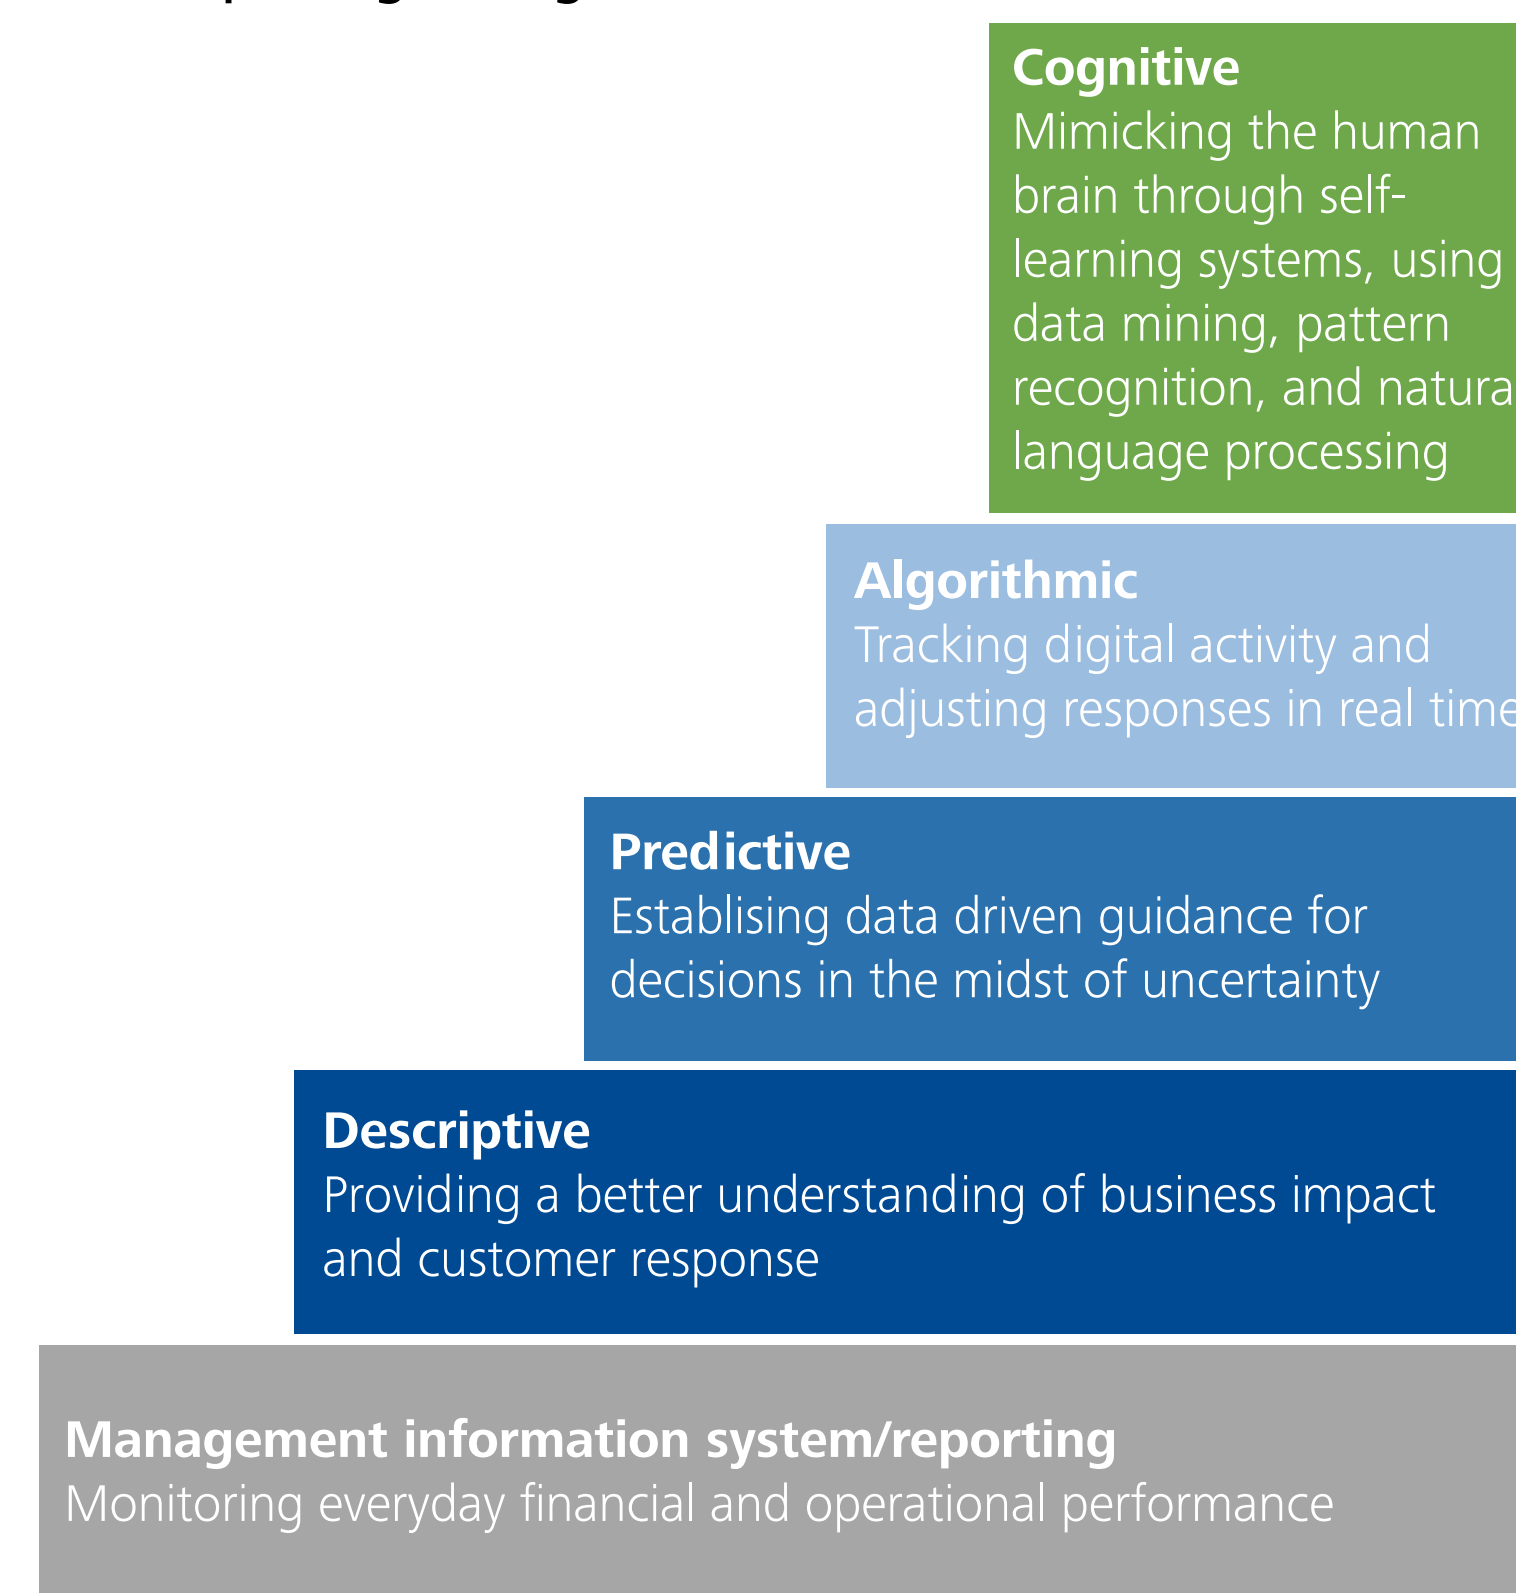 Cognitive
Mimicking the human
brain through self-
learning systems, using
data mining, pattern
recognition, and natura
language processing
Algorithmic
Tracking digital activity and
adjusting responses in real time
Predictive
Establising data driven guidance for
decisions in the midst of uncertainty
Descriptive
Providing a better understanding of business impact
and customer response
Management information system/reporting
Monitoring everyday financial and operational performance